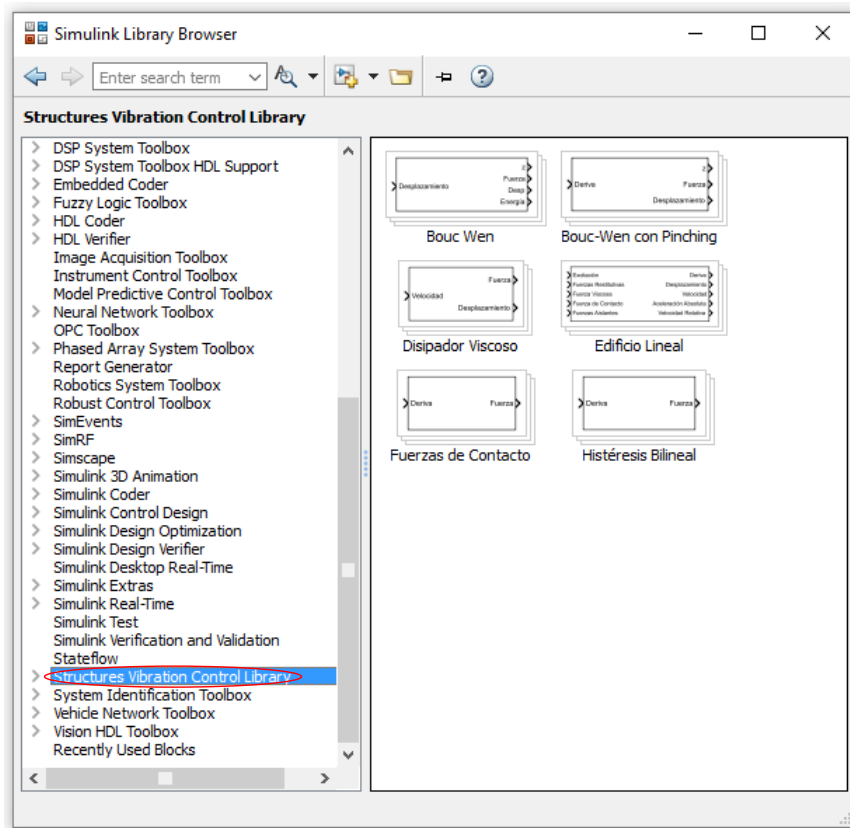 Simulink Library Browser
Enter search term
Structures Vibration Control Library
DSP System Toolbox
DSP System Toolbox HDL Support
Embedded Coder
Fuzzy Logic Toolbox
HDL Coder
HDL Verifier
Image Acquisition Toolbox
Instrument Control Toolbox
Model Predictive Control Toolbox
Neural Network Toolbox
OPC Toolbox
Phased Array System Toolbox
Report Generator
Robotics System Toolbox
Robust Control Toolbox
SimEvents
SimRF
Simscape
Simulink 3D Animation
Simulink Coder
Simulink Control Design
Simulink Design Optimization
Simulink Design Verifier
Simulink Desktop Real-Time
Simulink Extras
Simulink Real-Time
Simulink Test
Simulink Verification and Validation
Stateflow
Structures Vibration Control Library
System Identification Toolbox
Vehicle Network Toolbox
Vision HDL Toolbox
Recently Used Blocks
Desplazamiento
z
Fuerza
Desp
Energía
Bouc Wen
Deriva
z
Fuerza
Desplazamiento
Bouc-Wen con Pinching
Velocidad
Fuerza
Desplazamiento
Disipador Viscoso
Exitación
Fuerzas Restitutivas
Fuerza Viscoso
Fuerza de Contacto
Fuerzas Aislantes
Deriva
Desplazamiento
Velocidad
Aceleración Absoluta
Velocidad Relativa
Edificio Lineal
Deriva
Fuerza
Fuerzas de Contacto
Deriva
Fuerza
Histéresis Bilineal